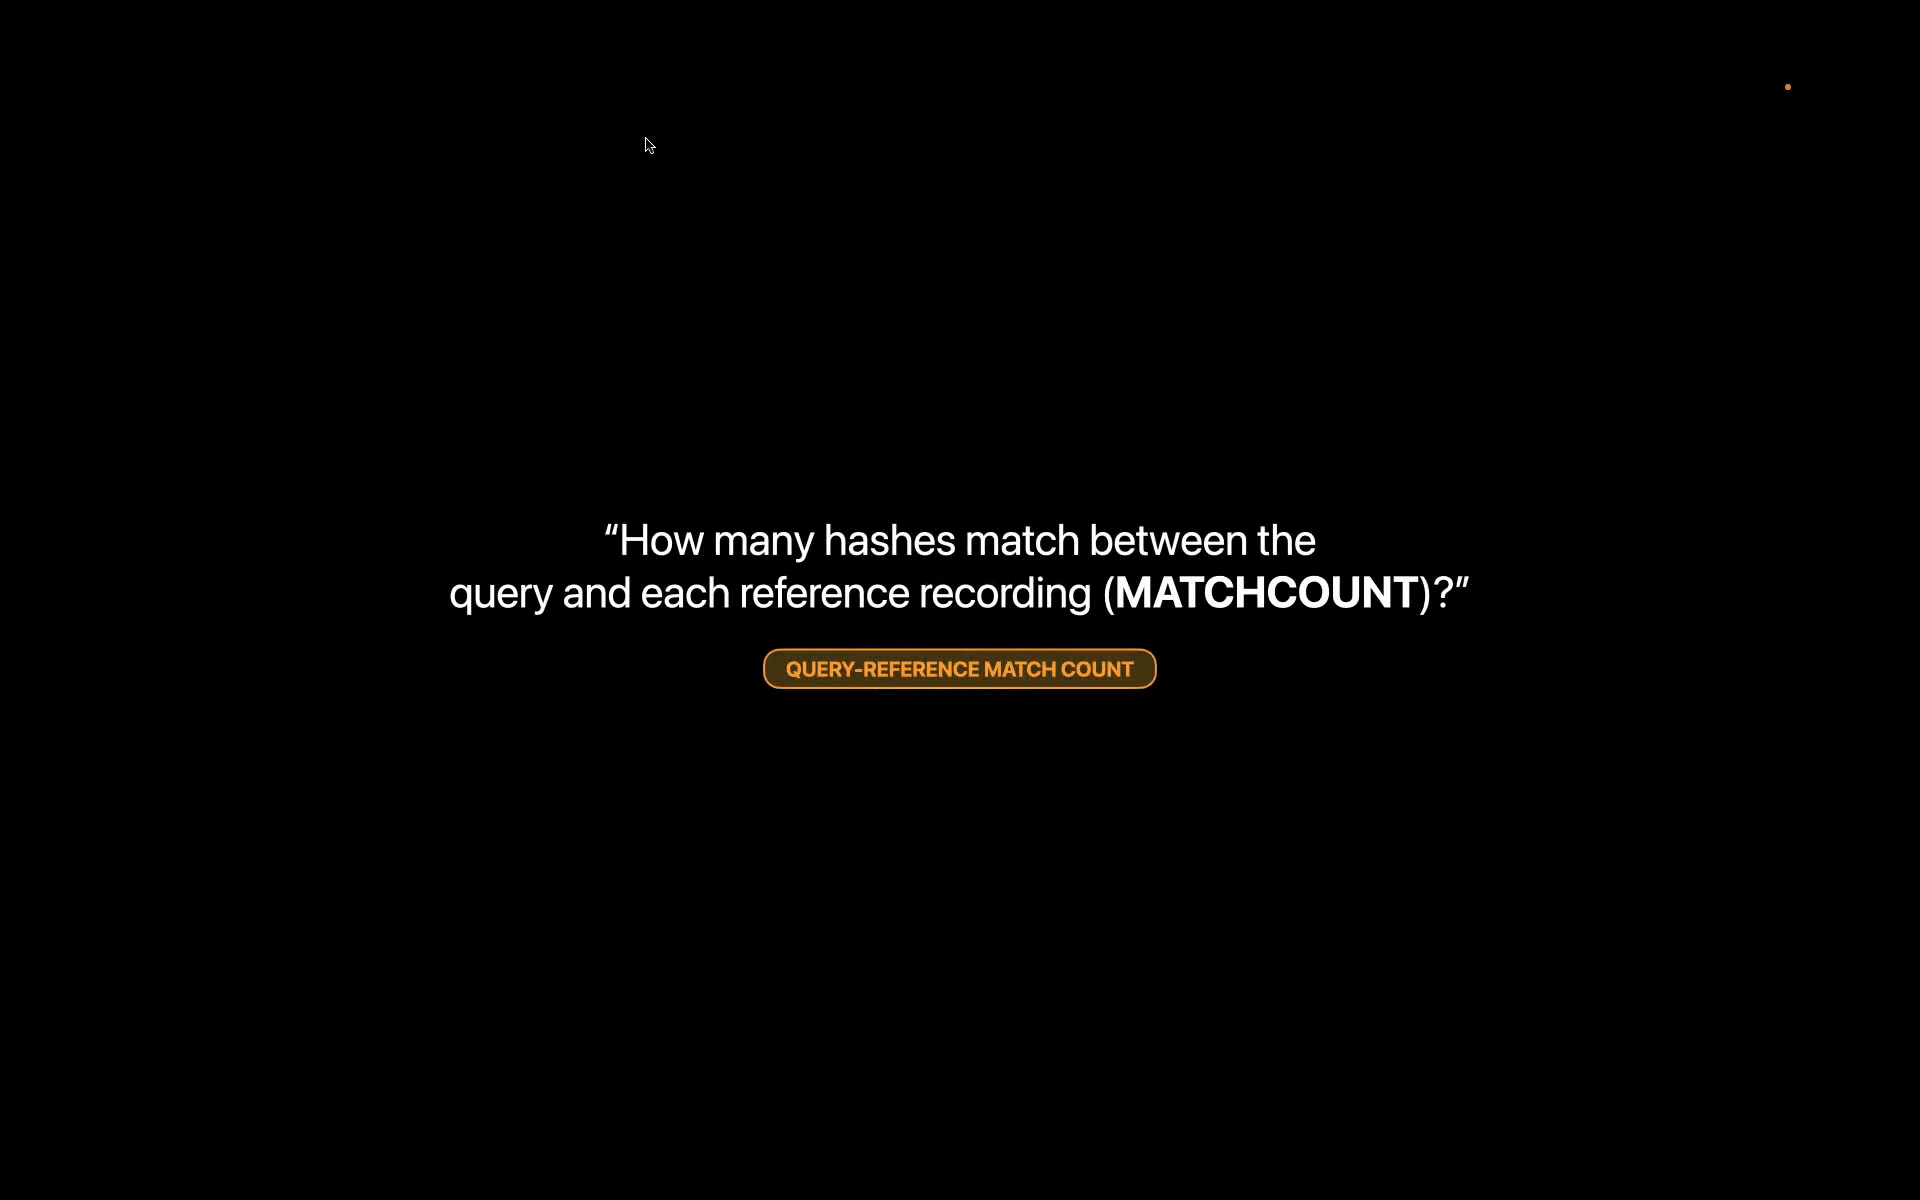 “How many hashes match between the
query and each reference recording (MATCHCOUNT)?”
QUERY-REFERENCE MATCH COUNT